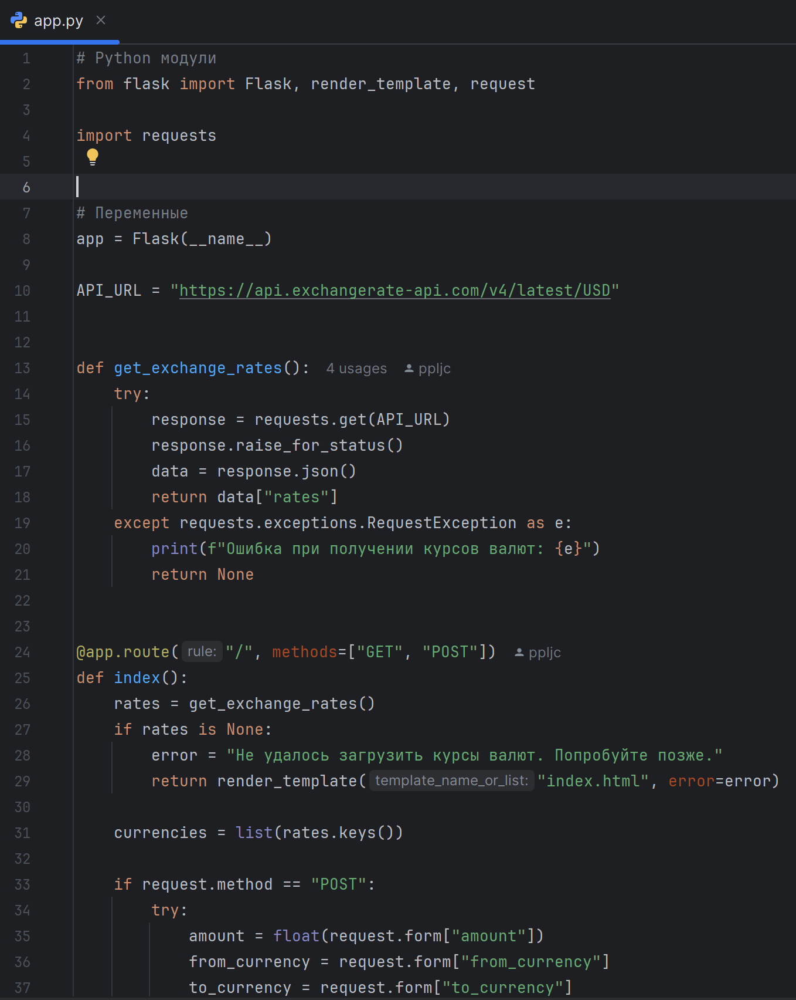 app.py
1 # Python модули
2 from flask import Flask, render_template, request
3
4 import requests
5
6
7 # Переменные
8 app = Flask(__name__)
9
10 API_URL = "https://api.exchangerate-api.com/v4/latest/USD"
11
12
13 def get_exchange_rates(): 4 usages ppljc
14     try:
15         response = requests.get(API_URL)
16         response.raise_for_status()
17         data = response.json()
18         return data["rates"]
19     except requests.exceptions.RequestException as e:
20         print(f"Ошибка при получении курсов валют: {e}")
21         return None
22
23
24 @app.route( rule: "/", methods=["GET", "POST"]) ppljc
25 def index():
26     rates = get_exchange_rates()
27     if rates is None:
28         error = "Не удалось загрузить курсы валют. Попробуйте позже."
29         return render_template( template_name_or_list: "index.html", error=error)
30
31     currencies = list(rates.keys())
32
33     if request.method == "POST":
34         try:
35             amount = float(request.form["amount"])
36             from_currency = request.form["from_currency"]
37             to_currency = request.form["to_currency"]